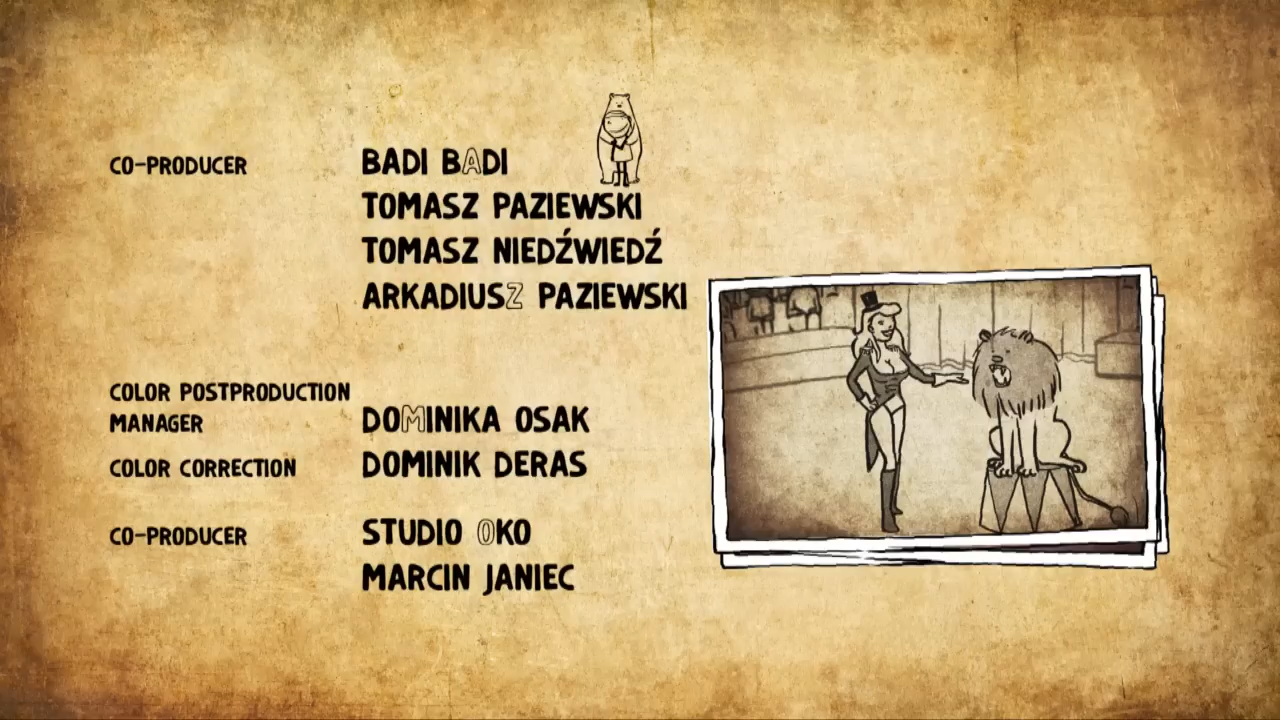 CO-PRODUCER BADI BADI
TOMASZ PAZIEWSKI
TOMASZ NIEDŹWIEDŹ
ARKADIUSZ PAZIEWSKI
COLOR POSTPRODUCTION
MANAGER DOMINIKA OSAK
COLOR CORRECTION DOMINIK DERAS
CO-PRODUCER STUDIO OKO
MARCIN JANIEC